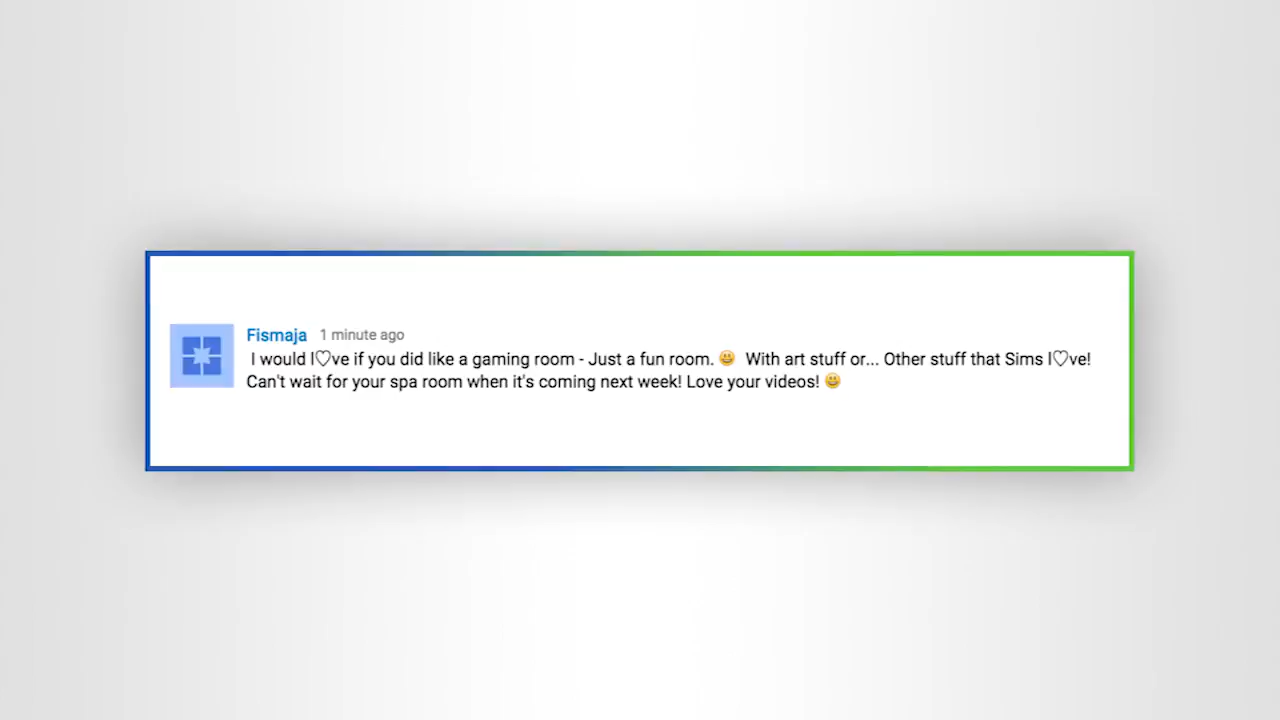 Fismaja 1 minute ago
I would l♡ve if you did like a gaming room - Just a fun room. 😀 With art stuff or... Other stuff that Sims l♡ve!
Can't wait for your spa room when it's coming next week! Love your videos! 😀